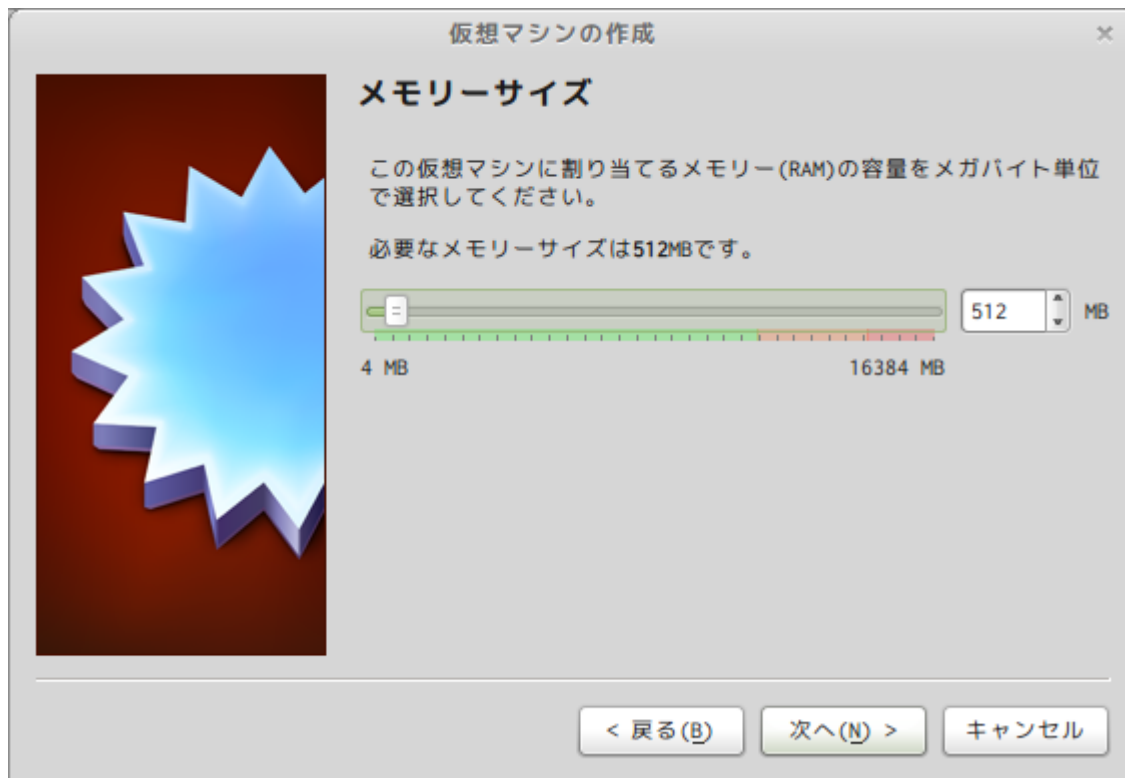 仮想マシンの作成
メモリーサイズ
この仮想マシンに割り当てるメモリー(RAM)の容量をメガバイト単位
で選択してください。
必要なメモリーサイズは512MBです。
512 MB
4 MB 16384 MB
< 戻る(B) 次へ(N) > キャンセル